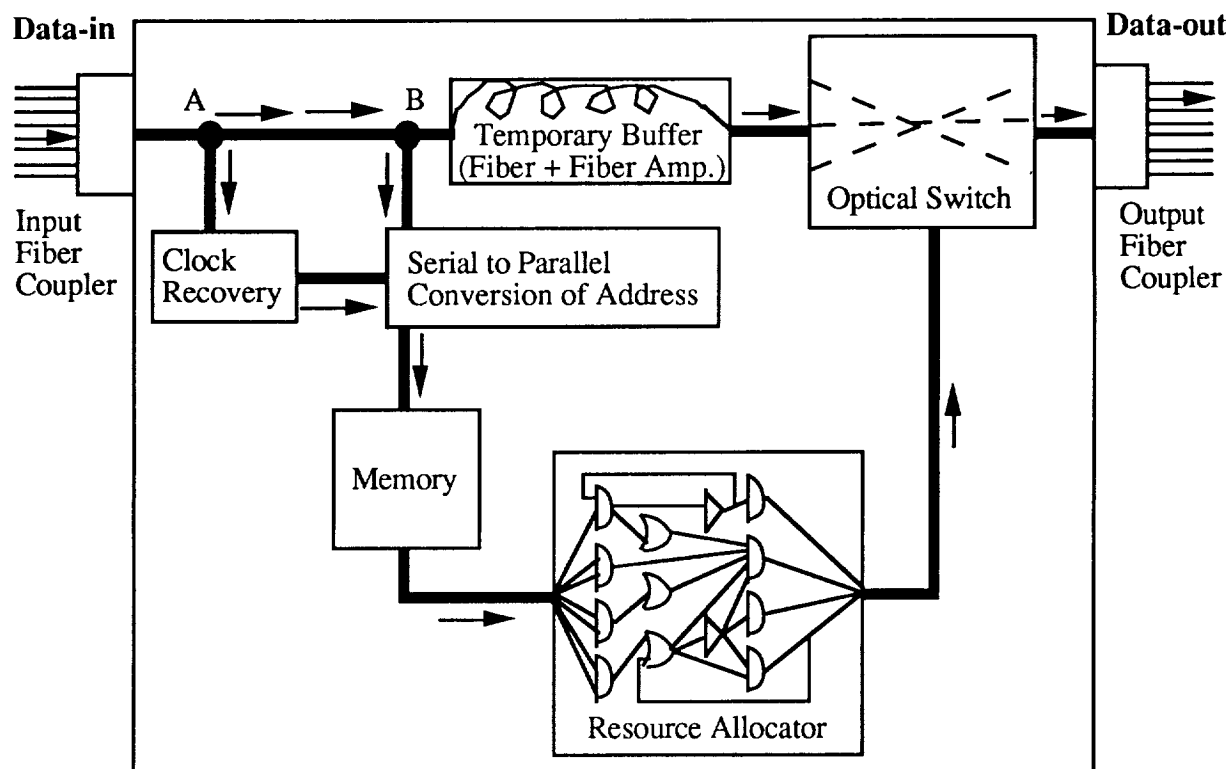 Data-in
Data-out
A
B
Temporary Buffer
(Fiber + Fiber Amp.)
Optical Switch
Input
Fiber
Coupler
Output
Fiber
Coupler
Clock
Recovery
Serial to Parallel
Conversion of Address
Memory
Resource Allocator